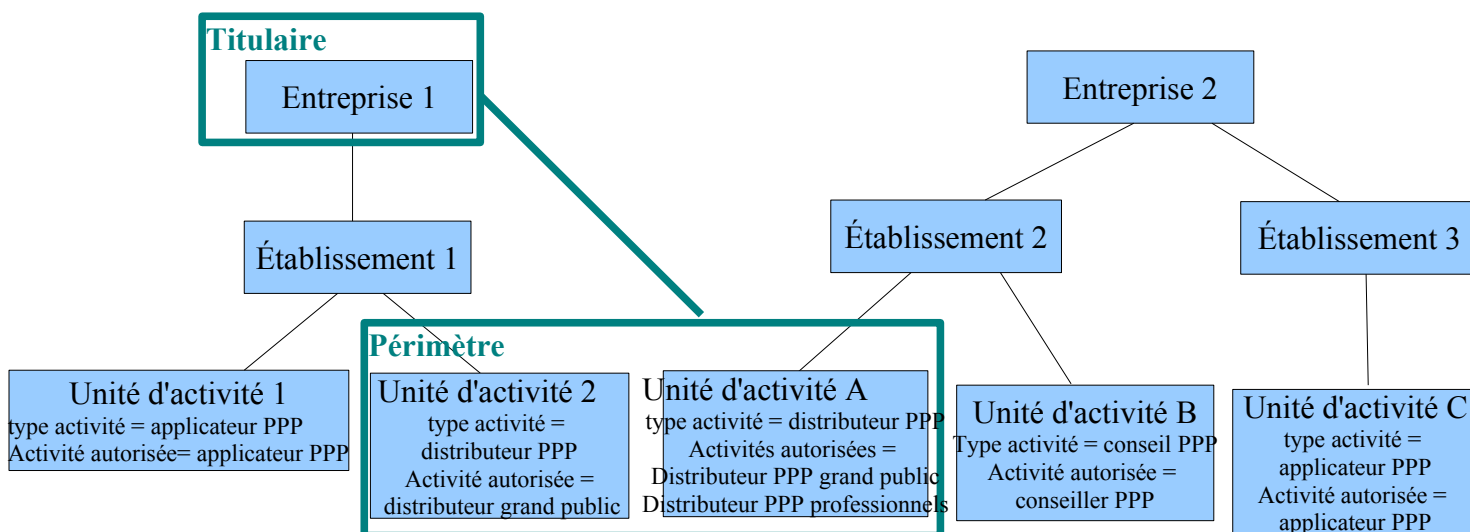 Titulaire
Entreprise 1
Entreprise 2
Établissement 1
Établissement 2
Établissement 3
Périmètre
Unité d'activité 1
type activité = applicateur PPP
Activité autorisée= applicateur PPP
Unité d'activité 2
type activité =
distributeur PPP
Activité autorisée =
distributeur grand public
Unité d'activité A
type activité = distributeur PPP
Activités autorisées =
Distributeur PPP grand public
Distributeur PPP professionnels
Unité d'activité B
Type activité = conseil PPP
Activité autorisée =
conseiller PPP
Unité d'activité C
type activité =
applicateur PPP
Activité autorisée =
applicateur PPP